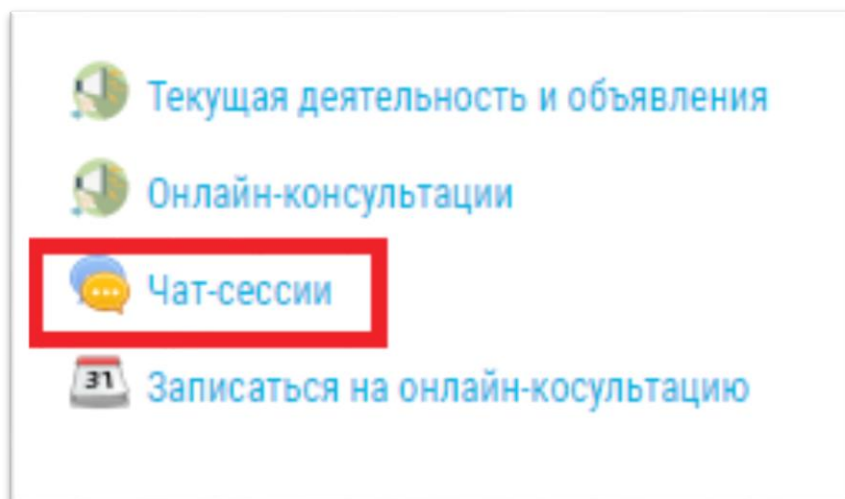 Текущая деятельность и объявления
Онлайн-консультации
Чат-сессии
31
Записаться на онлайн-косультацию